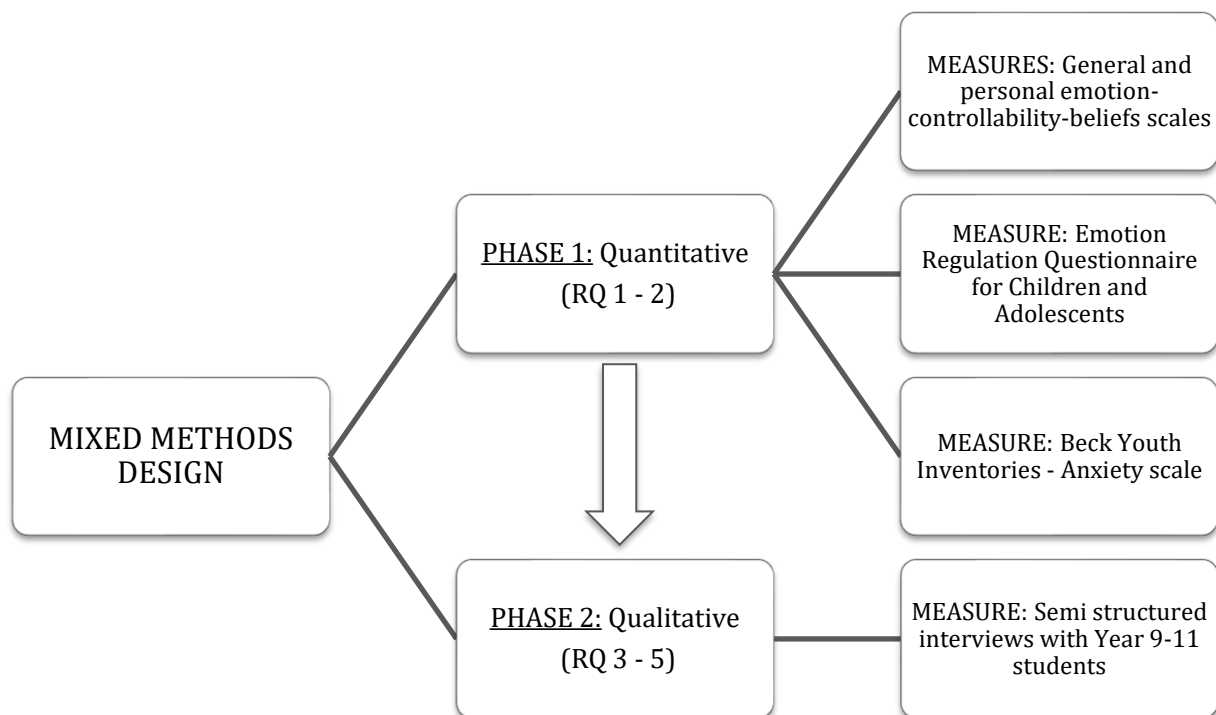 MIXED METHODS
DESIGN
PHASE 1: Quantitative
(RQ 1 - 2)
MEASURES: General and
personal emotion-
controllability-beliefs scales
MEASURE: Emotion
Regulation Questionnaire
for Children and
Adolescents
MEASURE: Beck Youth
Inventories - Anxiety scale
PHASE 2: Qualitative
(RQ 3 - 5)
MEASURE: Semi structured
interviews with Year 9-11
students